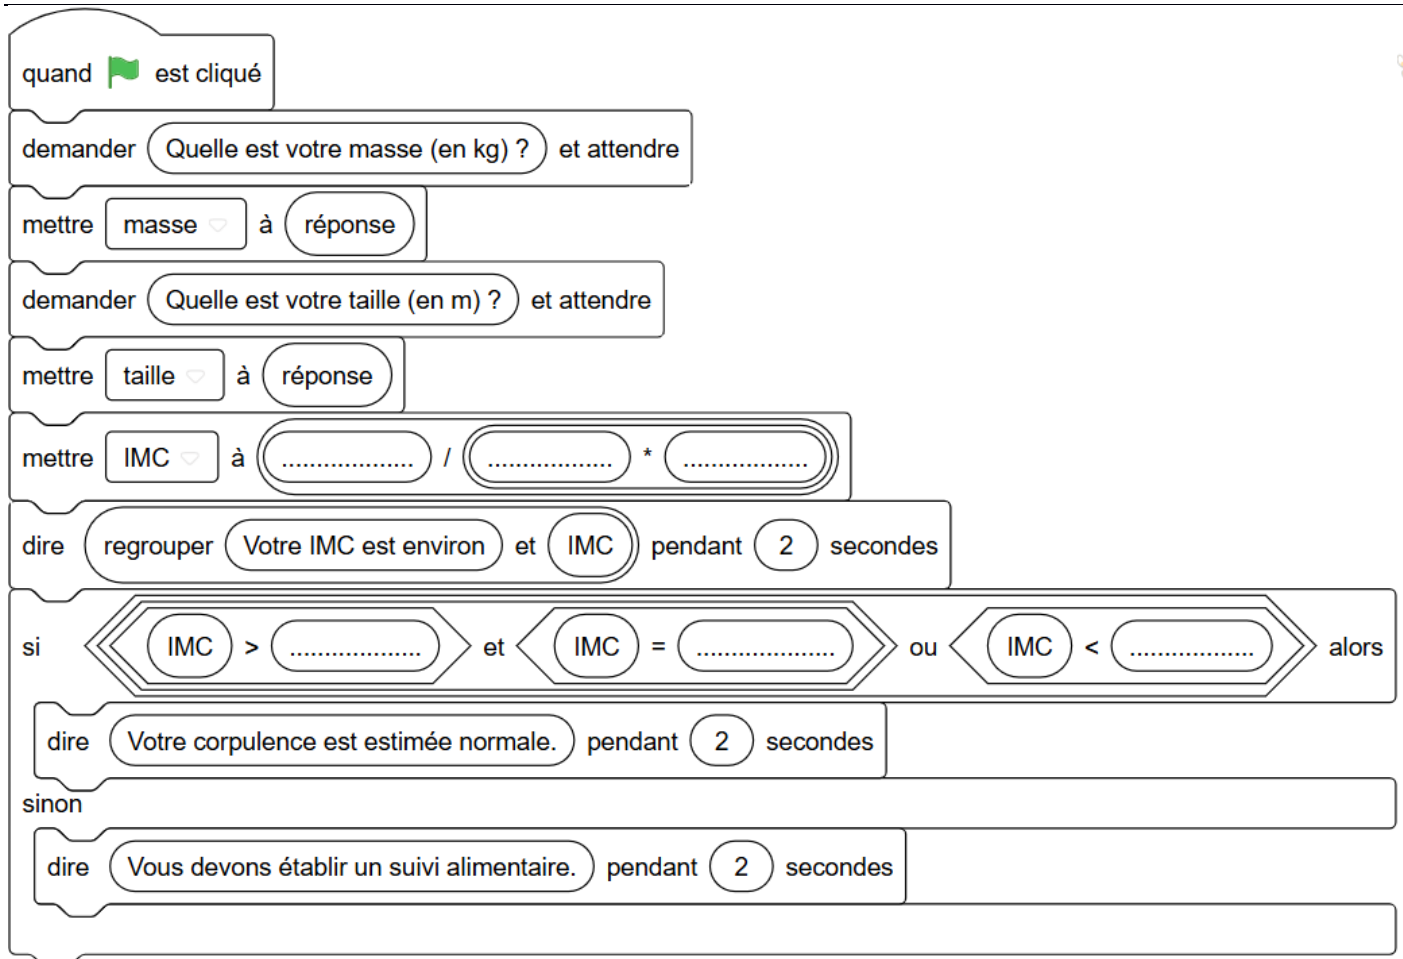 quand est cliqué
demander Quelle est votre masse (en kg) ? et attendre
mettre masse à réponse
demander Quelle est votre taille (en m) ? et attendre
mettre taille à réponse
mettre IMC à ................... / .................. * ..................
dire regrouper Votre IMC est environ et IMC pendant 2 secondes
si IMC > ................... et IMC = .................... ou IMC < .................. alors
dire Votre corpulence est estimée normale. pendant 2 secondes
sinon
dire Vous devons établir un suivi alimentaire. pendant 2 secondes